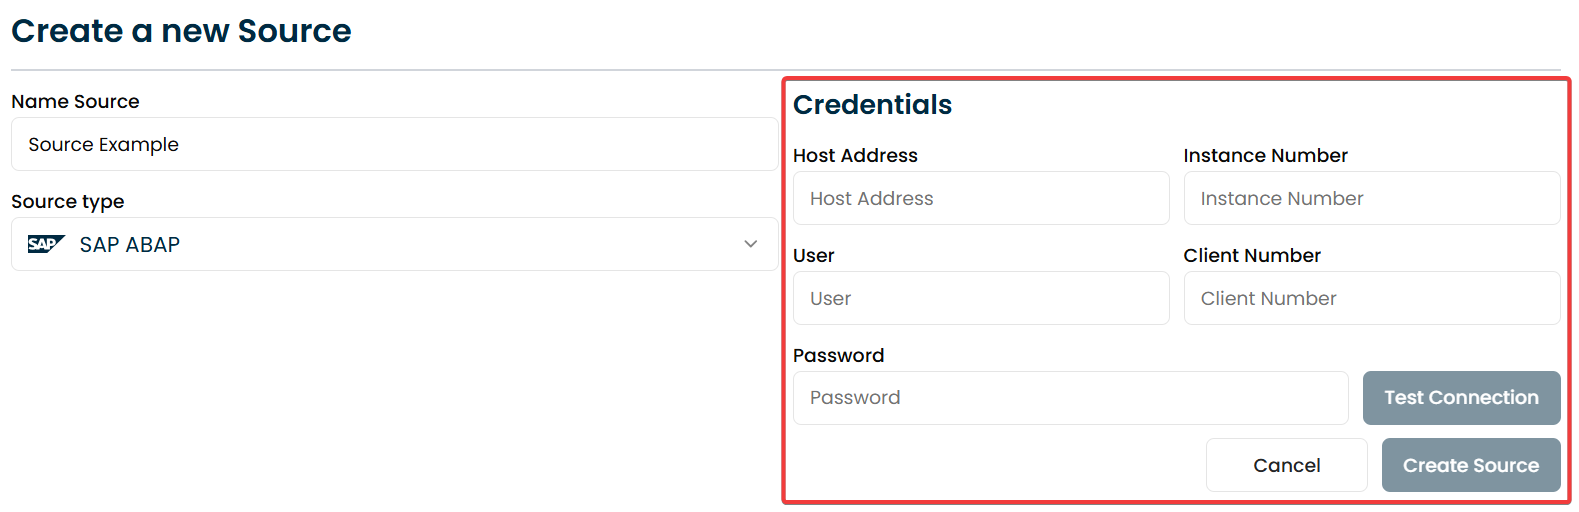 Create a new Source
Name Source
Source Example
Source type
SAP SAP ABAP
Credentials
Host Address
Host Address
Instance Number
Instance Number
User
User
Client Number
Client Number
Password
Password
Test Connection
Cancel
Create Source